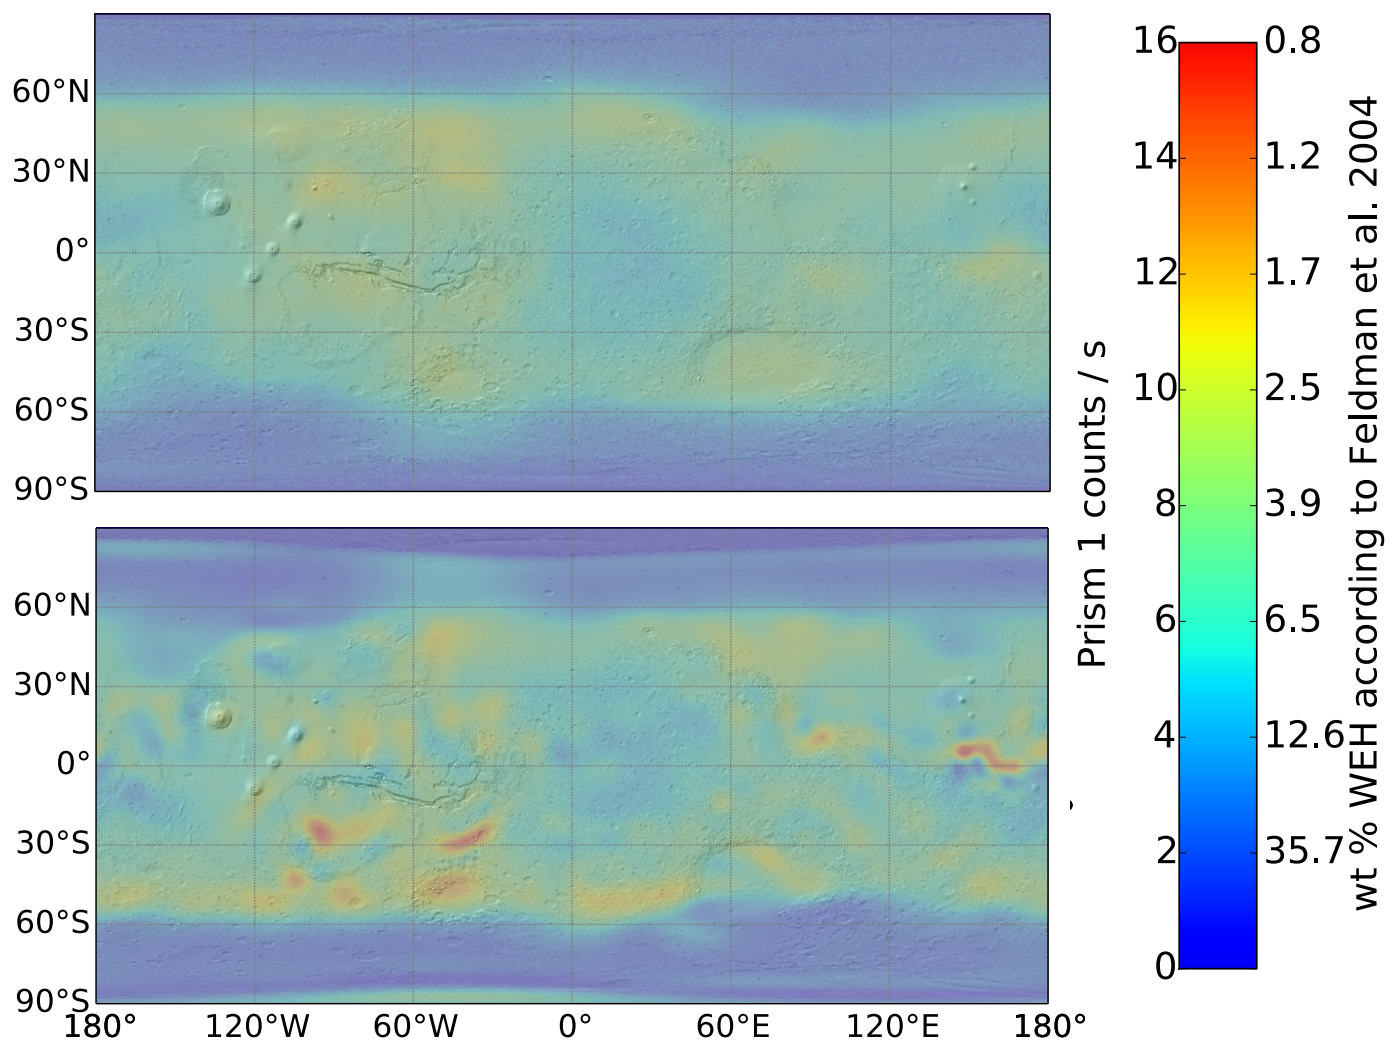 60°N
30°N
0°
30°S
60°S
90°S
60°N
30°N
0°
30°S
60°S
90°S
180° 120°W 60°W 0° 60°E 120°E 180°
Prism 1 counts / s
16 0.8
14 1.2
12 1.7
10 2.5
8 3.9
6 6.5
4 12.6
2 35.7
0
wt % WEH according to Feldman et al. 2004